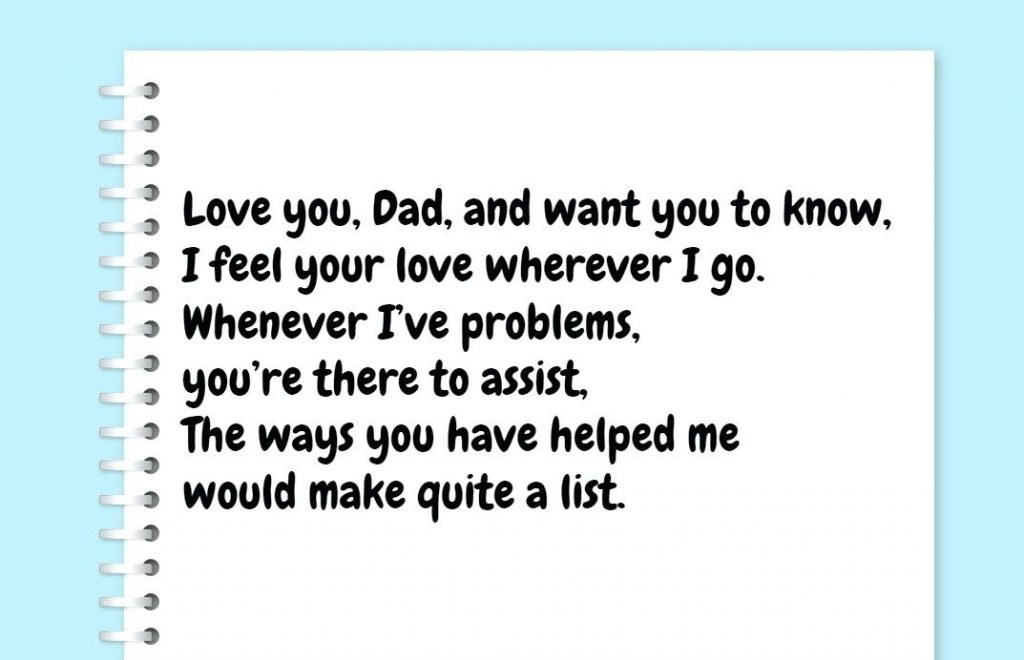 Love you, Dad, and want you to know,
I feel your love wherever I go.
Whenever I’ve problems,
you’re there to assist,
The ways you have helped me
would make quite a list.